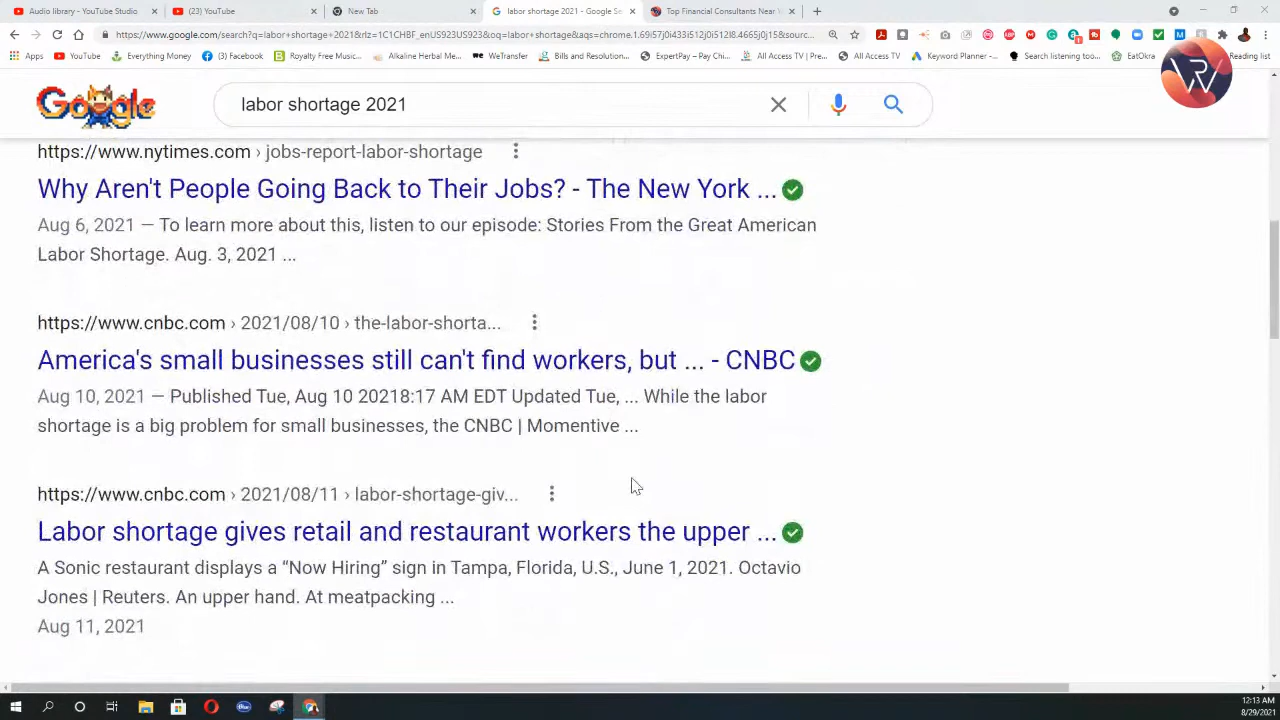 Audio library - YouTube Studio
(23) YouTube
New Tab
labor shortage 2021 - Google Se
Top Financial Consultants Near
https://www.google.com/search?q=labor+shortage+2021&rlz=1C1CHBF_enUS923US923&oq=labor+shortage&aqs=chrome.1.69i57j0i433i512j0i512l8.4465j0j15&sourc...
Apps
YouTube
Everything Money
(3) Facebook
Royalty Free Music...
Alkaline Herbal Me...
WeTransfer
Bills and Resolution...
ExpertPay - Pay Chi...
All Access TV | Pre...
All Access TV
Keyword Planner -...
Search listening too...
EatOkra
Reading list
Google
labor shortage 2021
https://www.nytimes.com › jobs-report-labor-shortage
Why Aren't People Going Back to Their Jobs? - The New York ...
Aug 6, 2021 — To learn more about this, listen to our episode: Stories From the Great American
Labor Shortage. Aug. 3, 2021 ...
https://www.cnbc.com › 2021/08/10 › the-labor-shorta...
America's small businesses still can't find workers, but ... - CNBC
Aug 10, 2021 — Published Tue, Aug 10 20218:17 AM EDT Updated Tue, ... While the labor
shortage is a big problem for small businesses, the CNBC | Momentive ...
https://www.cnbc.com › 2021/08/11 › labor-shortage-giv...
Labor shortage gives retail and restaurant workers the upper ...
A Sonic restaurant displays a “Now Hiring” sign in Tampa, Florida, U.S., June 1, 2021. Octavio
Jones | Reuters. An upper hand. At meatpacking ...
Aug 11, 2021
12:13 AM
8/29/2021